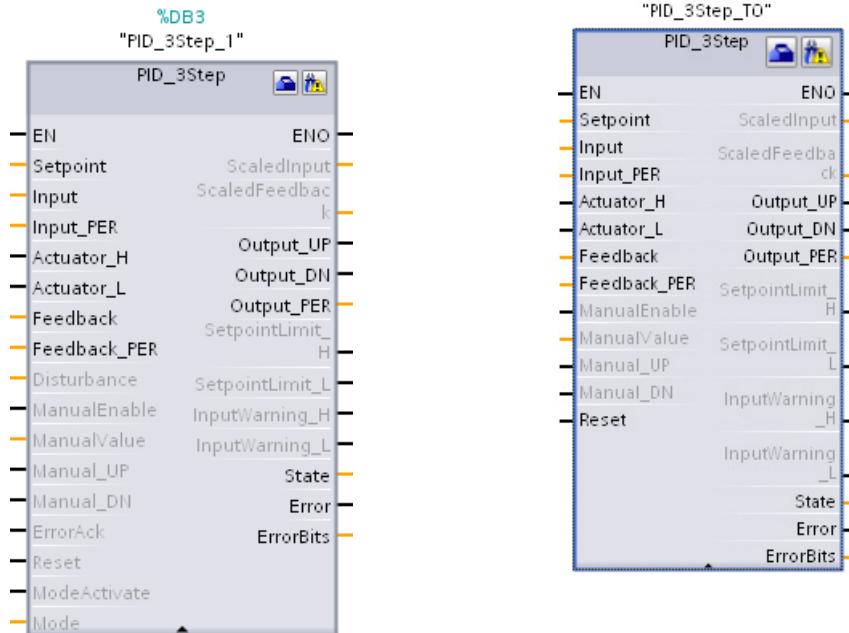 %DB3
"PID_3Step_1"
PID_3Step
EN
ENO
Setpoint
ScaledInput
Input
ScaledFeedbac
k
Input_PER
Output_UP
Actuator_H
Output_DN
Actuator_L
Output_PER
Feedback
SetpointLimit_
H
Feedback_PER
Disturbance
SetpointLimit_L
ManualEnable
InputWarning_H
ManualValue
InputWarning_L
Manual_UP
State
Manual_DN
Error
ErrorAck
ErrorBits
Reset
ModeActivate
Mode
"PID_3Step_TO"
PID_3Step
EN
ENO
Setpoint
ScaledInput
Input
ScaledFeedba
ck
Input_PER
Actuator_H
Output_UP
Actuator_L
Output_DN
Feedback
Output_PER
Feedback_PER
SetpointLimit_
H
ManualEnable
ManualValue
SetpointLimit_
L
Manual_UP
Manual_DN
InputWarning
_H
Reset
InputWarning
_L
State
Error
ErrorBits